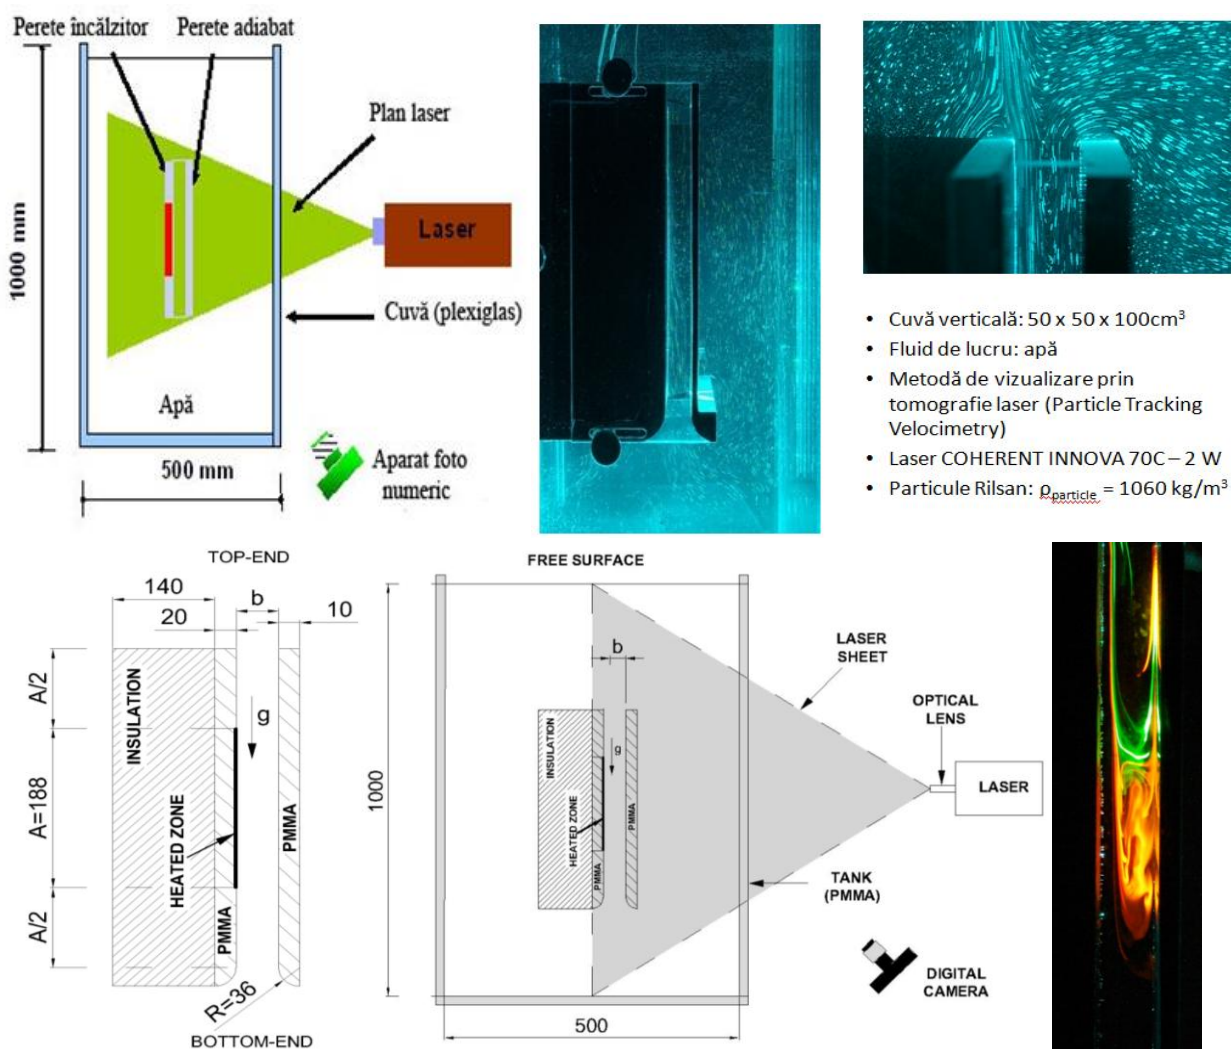 Perete încălzitor
Perete adiabat
Plan laser
Laser
1000 mm
Cuvă (plexiglas)
Apă
500 mm
Aparat foto
numeric
• Cuvă verticală: 50 x 50 x 100cm³
• Fluid de lucru: apă
• Metodă de vizualizare prin
tomografie laser (Particle Tracking
Velocimetry)
• Laser COHERENT INNOVA 70C – 2 W
• Particule Rilsan: ρparticle = 1060 kg/m³
TOP-END
140
b
10
20
A/2
INSULATION
g
A=188
HEATED ZONE
PMMA
A/2
PMMA
R=36
BOTTOM-END
FREE SURFACE
b
LASER
SHEET
OPTICAL
LENS
INSULATION
g
1000
LASER
HEATED ZONE
PMMA
PMMA
TANK
(PMMA)
DIGITAL
CAMERA
500